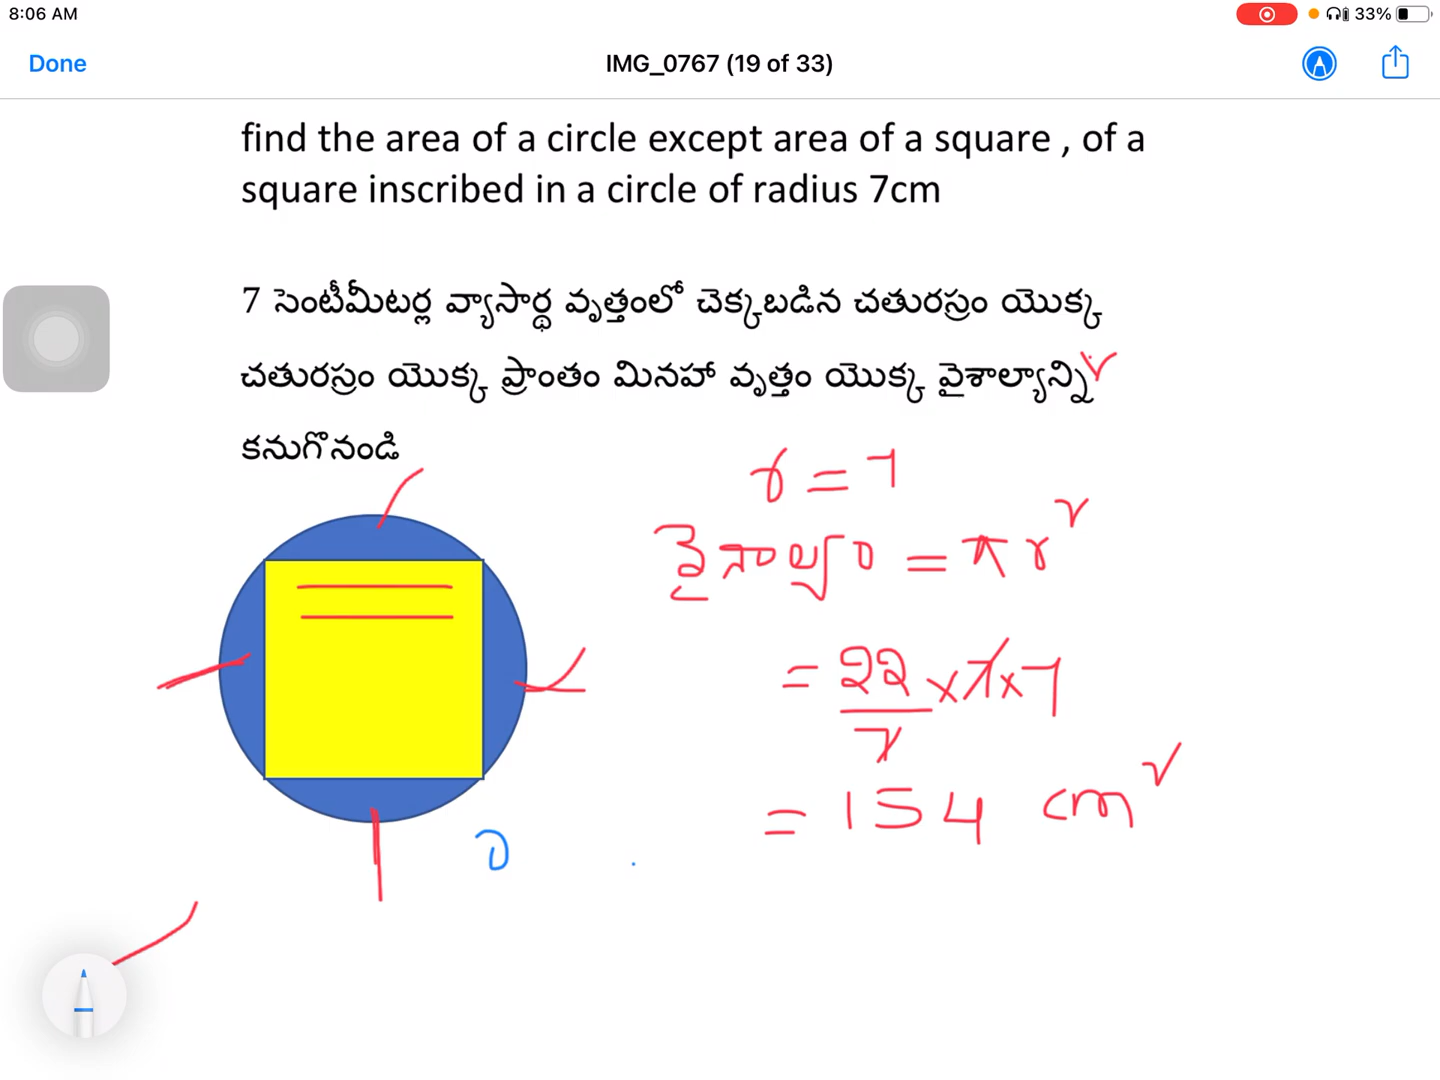 8:06 AM
33%
Done
IMG_0767 (19 of 33)
find the area of a circle except area of a square , of a
square inscribed in a circle of radius 7cm
7 సెంటీమీటర్ల వ్యాసార్థ వృత్తంలో చెక్కబడిన చతురస్రం యొక్క
చతురస్రం యొక్క ప్రాంతం మినహా వృత్తం యొక్క వైశాల్యాన్ని
కనుగొనండి
r = 7
వైశాల్యం = π r²
= 22/7 × 7 × 7
= 154 cm²